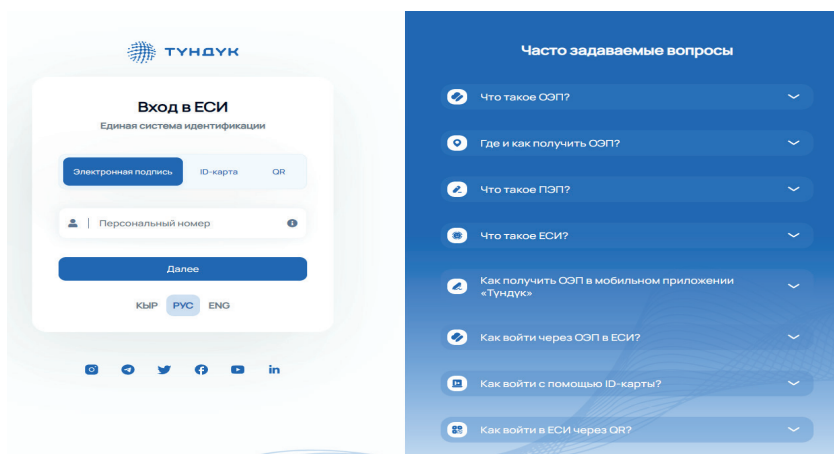 ТҮНДҮК
Вход в ЕСИ
Единая система идентификации
Электронная подпись
ID-карта
QR
Персональный номер
Далее
КЫР РУС ENG
Часто задаваемые вопросы
Что такое ОЭП?
Где и как получить ОЭП?
Что такое ПЭП?
Что такое ЕСИ?
Как получить ОЭП в мобильном приложении
«Тундук»
Как войти через ОЭП в ЕСИ?
Как войти с помощью ID-карты?
Как войти в ЕСИ через QR?